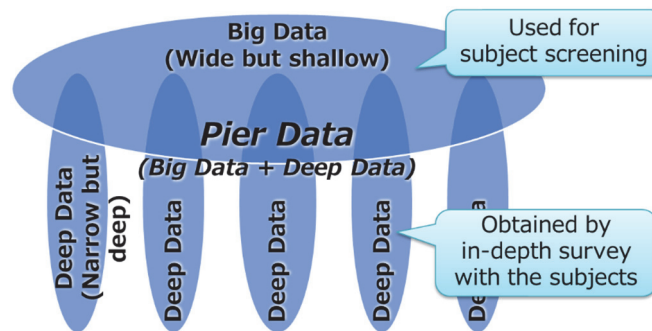 Big Data
(Wide but shallow)
Used for
subject screening
Pier Data
(Big Data + Deep Data)
Deep Data
(Narrow but
deep)
Deep Data
Deep Data
Deep Data
Obtained by
in-depth survey
with the subjects